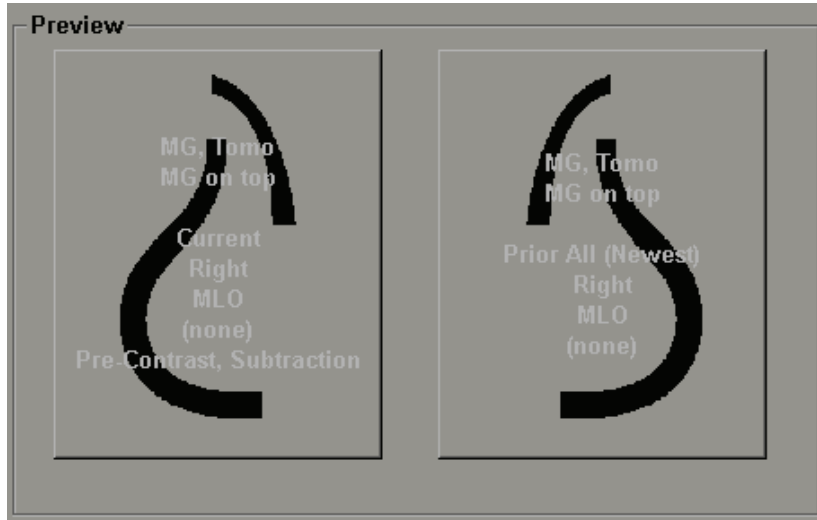 Preview
MG, Tomo
MG on top
Current
Right
MLO
(none)
Pre-Contrast, Subtraction
MG, Tomo
MG on top
Prior All (Newest)
Right
MLO
(none)